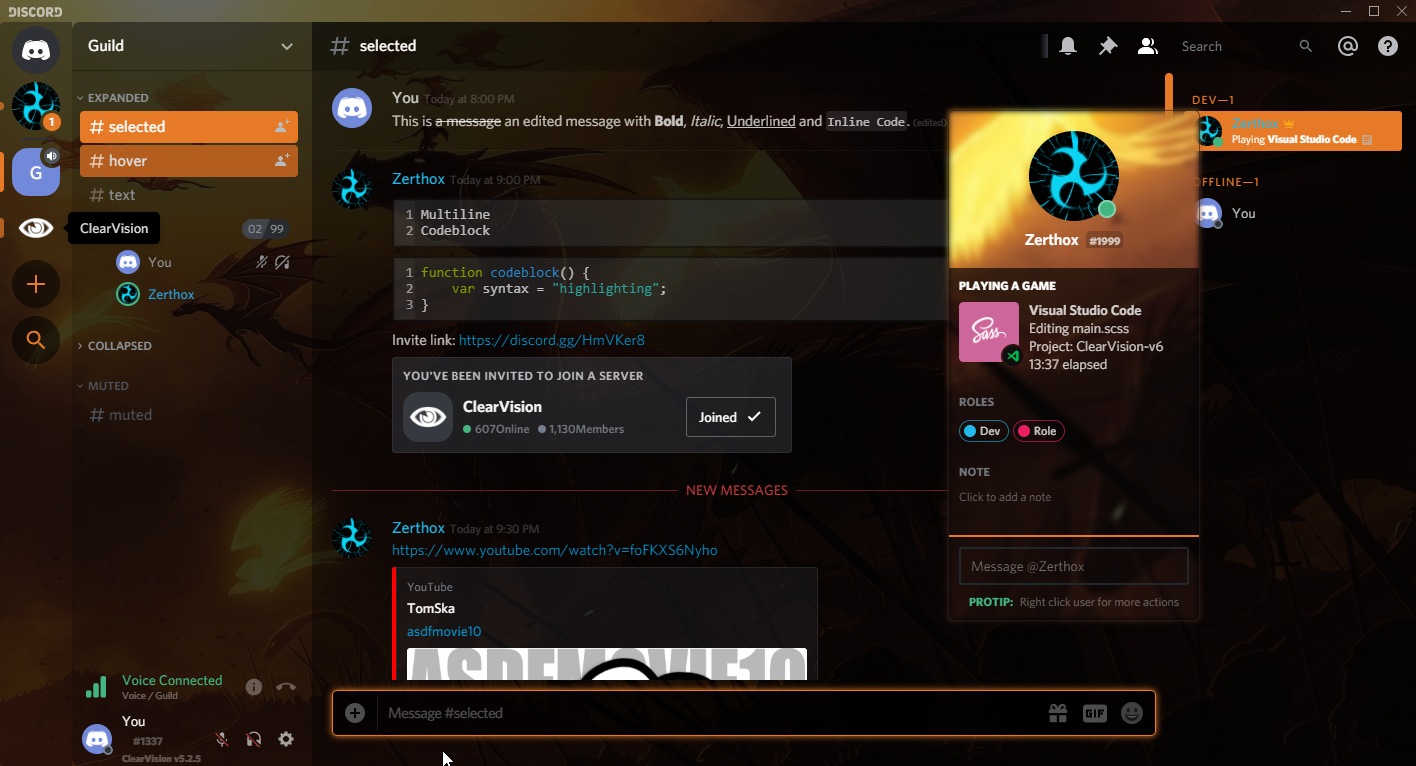 DISCORD
Guild
EXPANDED
# selected
# hover
# text
ClearVision
02 99
You
Zerthox
COLLAPSED
MUTED
# muted
Voice Connected
Voice / Guild
You
#1337
ClearVision v5.2.5
1
G
# selected
Search
You Today at 8:00 PM
This is a message an edited message with Bold, Italic, Underlined and Inline Code. (edited)
Zerthox Today at 9:00 PM
1 Multiline
2 Codeblock
1 function codeblock() {
2 var syntax = "highlighting";
3 }
Invite link: https://discord.gg/HmVKer8
YOU'VE BEEN INVITED TO JOIN A SERVER
ClearVision
607Online 1,130Members
Joined
NEW MESSAGES
Zerthox Today at 9:30 PM
https://www.youtube.com/watch?v=foFKXS6Nyho
YouTube
TomSka
asdfmovie10
ASDFMOVIE10
Message #selected
GIF
Zerthox #1999
PLAYING A GAME
Sass
Visual Studio Code
Editing main.scss
Project: ClearVision-v6
13:37 elapsed
ROLES
Dev Role
NOTE
Click to add a note
Message @Zerthox
PROTIP: Right click user for more actions
DEV—1
Zerthox
Playing Visual Studio Code
OFFLINE—1
You